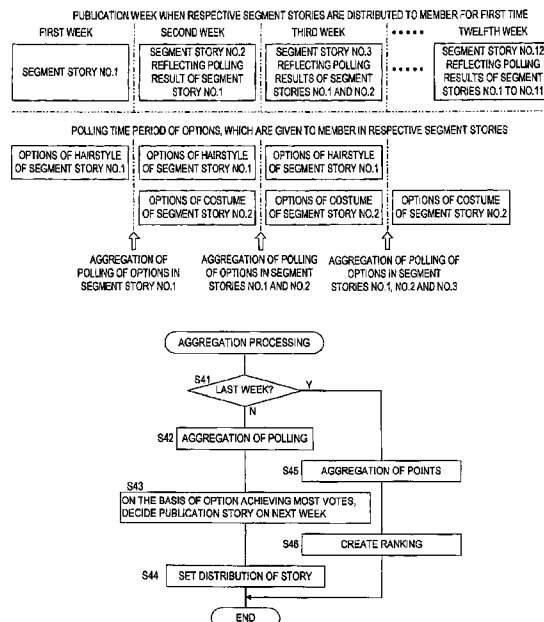 PUBLICATION WEEK WHEN RESPECTIVE SEGMENT STORIES ARE DISTRIBUTED TO MEMBER FOR FIRST TIME
FIRST WEEK
SECOND WEEK
THIRD WEEK
TWELFTH WEEK
SEGMENT STORY NO.1
SEGMENT STORY NO.2
REFLECTING POLLING
RESULT OF SEGMENT
STORY NO.1
SEGMENT STORY NO.3
REFLECTING POLLING
RESULTS OF SEGMENT
STORIES NO.1 AND NO.2
SEGMENT STORY NO.12
REFLECTING POLLING
RESULTS OF SEGMENT
STORIES NO.1 TO NO.11
POLLING TIME PERIOD OF OPTIONS, WHICH ARE GIVEN TO MEMBER IN RESPECTIVE SEGMENT STORIES
OPTIONS OF HAIRSTYLE
OF SEGMENT STORY NO.1
OPTIONS OF HAIRSTYLE
OF SEGMENT STORY NO.1
OPTIONS OF HAIRSTYLE
OF SEGMENT STORY NO.1
OPTIONS OF COSTUME
OF SEGMENT STORY NO.2
OPTIONS OF COSTUME
OF SEGMENT STORY NO.2
OPTIONS OF COSTUME
OF SEGMENT STORY NO.2
AGGREGATION OF
POLLING OF OPTIONS IN
SEGMENT STORY NO.1
AGGREGATION OF POLLING
OF OPTIONS IN SEGMENT
STORIES NO.1 AND NO.2
AGGREGATION OF POLLING OF
OPTIONS IN SEGMENT
STORIES NO.1, NO.2 AND NO.3
AGGREGATION PROCESSING
S41
LAST WEEK?
Y
N
S42
AGGREGATION OF POLLING
S45
AGGREGATION OF POINTS
S43
ON THE BASIS OF OPTION ACHIEVING MOST VOTES,
DECIDE PUBLICATION STORY ON NEXT WEEK
S46
CREATE RANKING
S44
SET DISTRIBUTION OF STORY
END